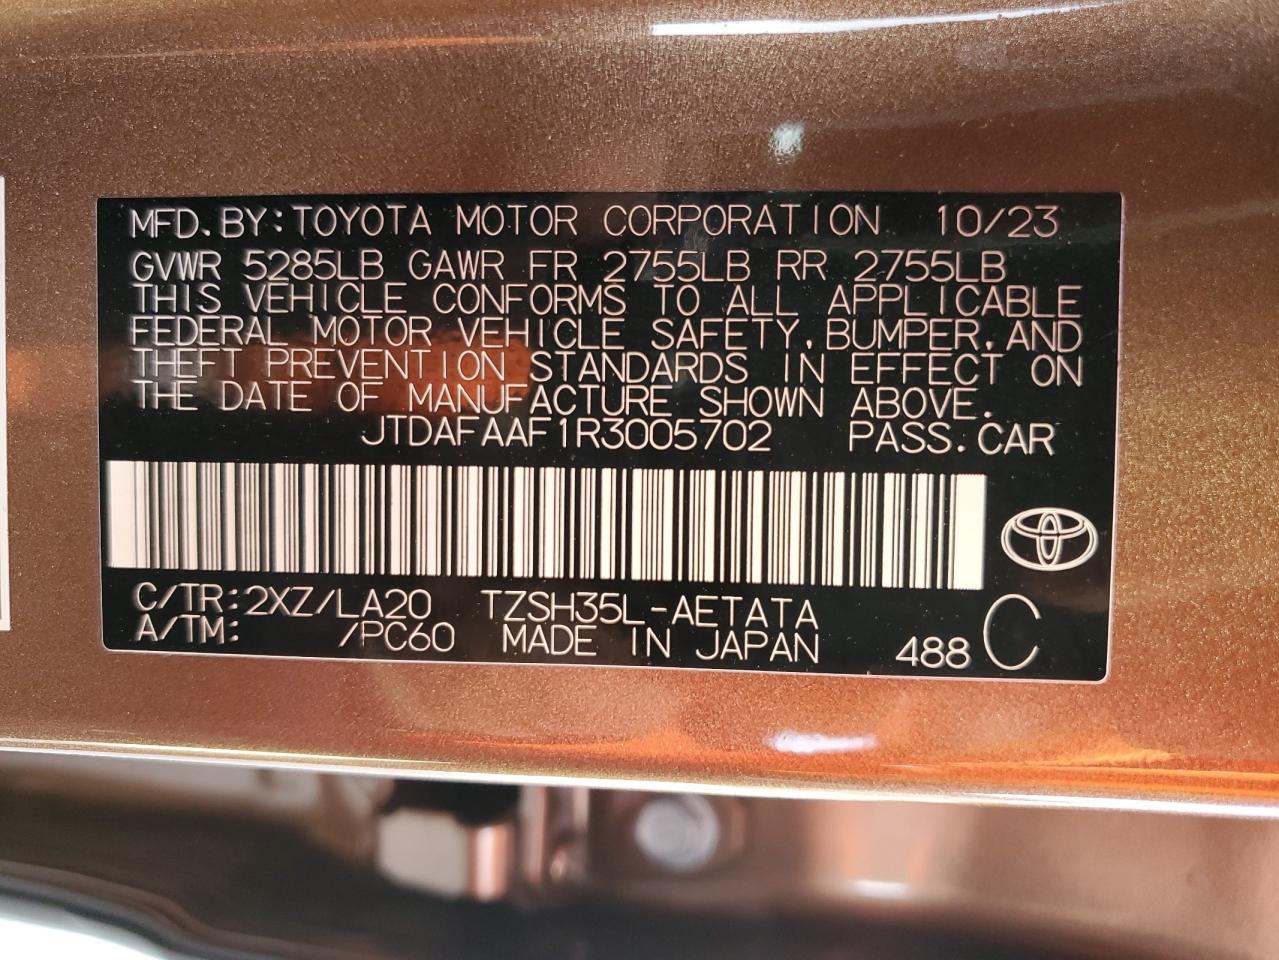 MFD.BY:TOYOTA MOTOR CORPORATION 10/23
GVWR 5285LB GAWR FR 2755LB RR 2755LB
THIS VEHICLE CONFORMS TO ALL APPLICABLE
FEDERAL MOTOR VEHICLE SAFETY,BUMPER,AND
THEFT PREVENTION STANDARDS IN EFFECT ON
THE DATE OF MANUFACTURE SHOWN ABOVE.
JTDAFAAF1R3005702 PASS.CAR
C/TR:2XZ/LA20 TZSH35L-AETATA
A/TM: /PC60 MADE IN JAPAN 488 C